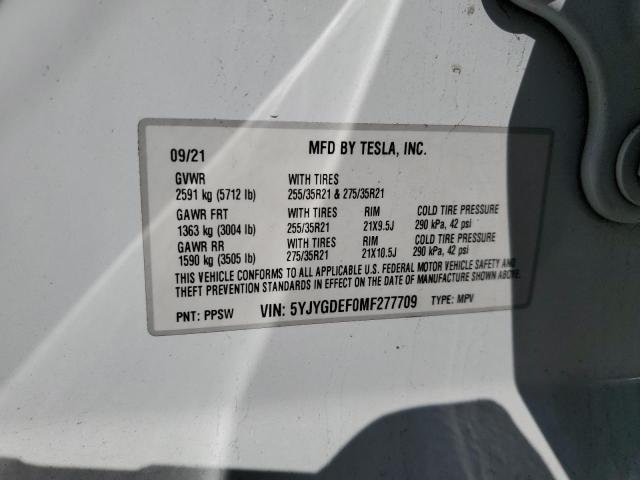 09/21 MFD BY TESLA, INC.
GVWR WITH TIRES
2591 kg (5712 lb) 255/35R21 & 275/35R21
GAWR FRT WITH TIRES RIM COLD TIRE PRESSURE
1363 kg (3004 lb) 255/35R21 21X9.5J 290 kPa, 42 psi
GAWR RR WITH TIRES RIM COLD TIRE PRESSURE
1590 kg (3505 lb) 275/35R21 21X10.5J 290 kPa, 42 psi
THIS VEHICLE CONFORMS TO ALL APPLICABLE U.S. FEDERAL MOTOR VEHICLE SAFETY AND
THEFT PREVENTION STANDARDS IN EFFECT ON THE DATE OF MANUFACTURE SHOWN ABOVE.
PNT: PPSW VIN: 5YJYGDEF0MF277709 TYPE: MPV